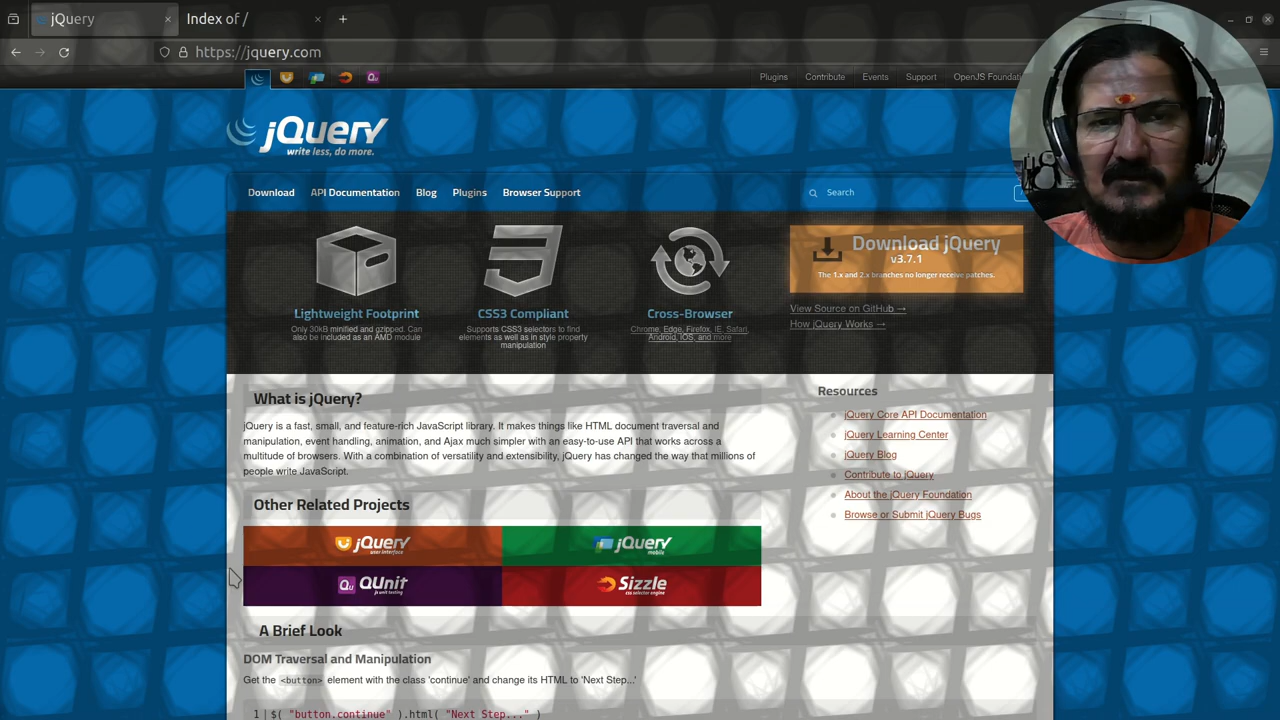 jQuery
Index of /
https://jquery.com
Plugins
Contribute
Events
Support
jQuery
write less, do more.
Download
API Documentation
Blog
Plugins
Browser Support
Search
Lightweight Footprint
Only 30kB minified and gzipped. Can
also be included as an AMD module
CSS3 Compliant
Supports CSS3 selectors to find
elements as well as in style property
manipulation
Cross-Browser
Chrome, Edge, Firefox, IE, Safari,
Android, iOS, and more
Download jQuery
v3.7.1
The 1.x and 2.x branches no longer receive patches.
View Source on GitHub →
How jQuery Works →
What is jQuery?
jQuery is a fast, small, and feature-rich JavaScript library. It makes things like HTML document traversal and
manipulation, event handling, animation, and Ajax much simpler with an easy-to-use API that works across a
multitude of browsers. With a combination of versatility and extensibility, jQuery has changed the way that millions of
people write JavaScript.
Resources
jQuery Core API Documentation
jQuery Learning Center
jQuery Blog
Contribute to jQuery
About the jQuery Foundation
Browse or Submit jQuery Bugs
Other Related Projects
jQuery
user interface
jQuery
mobile
Qu QUnit
js unit testing
Sizzle
css selector engine
A Brief Look
DOM Traversal and Manipulation
Get the <button> element with the class 'continue' and change its HTML to 'Next Step...'
1 $( "button.continue" ).html( "Next Step..." )